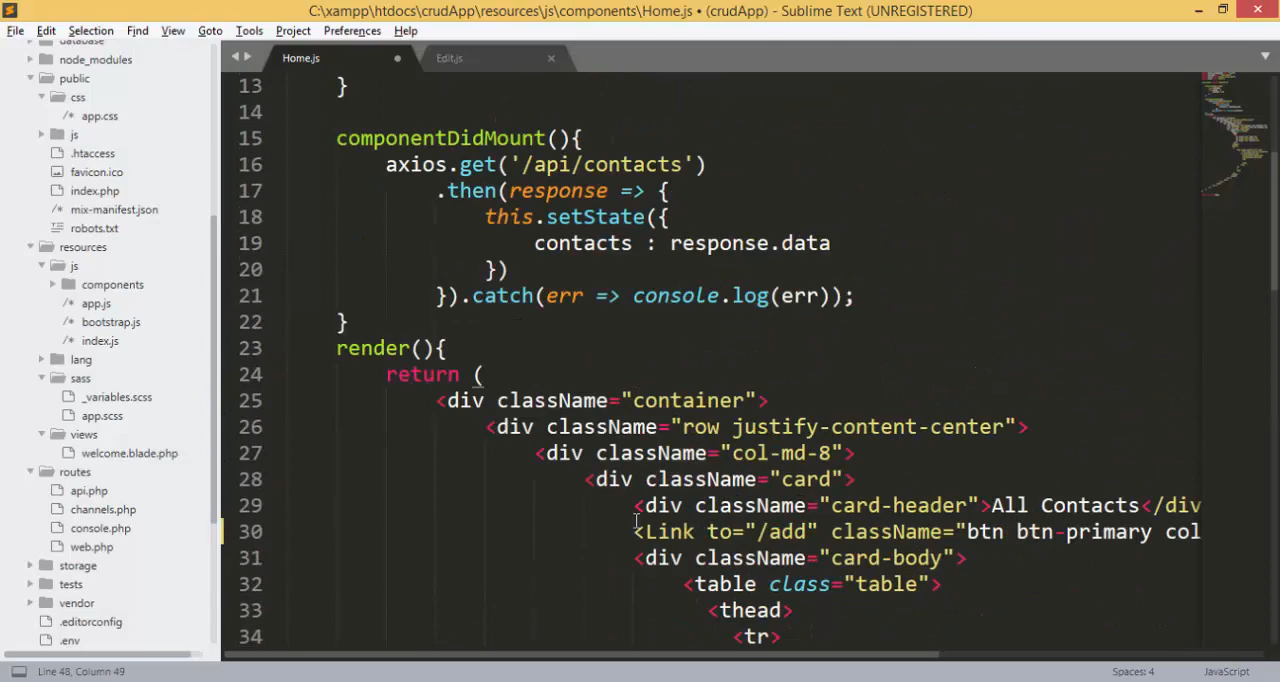 C:\xampp\htdocs\crudApp\resources\js\components\Home.js • (crudApp) - Sublime Text (UNREGISTERED)
File Edit Selection Find View Goto Tools Project Preferences Help
database
node_modules
public
css
app.css
js
.htaccess
favicon.ico
index.php
mix-manifest.json
robots.txt
resources
js
components
app.js
bootstrap.js
index.js
lang
sass
_variables.scss
app.scss
views
welcome.blade.php
routes
api.php
channels.php
console.php
web.php
storage
tests
vendor
.editorconfig
.env
Home.js Edit.js
13 }
14
15 componentDidMount(){
16 axios.get('/api/contacts')
17 .then(response => {
18 this.setState({
19 contacts : response.data
20 })
21 }).catch(err => console.log(err));
22 }
23 render(){
24 return (
25 <div className="container">
26 <div className="row justify-content-center">
27 <div className="col-md-8">
28 <div className="card">
29 <div className="card-header">All Contacts</div
30 <Link to="/add" className="btn btn-primary col
31 <div className="card-body">
32 <table class="table">
33 <thead>
34 <tr>
Line 48, Column 49 Spaces: 4 JavaScript